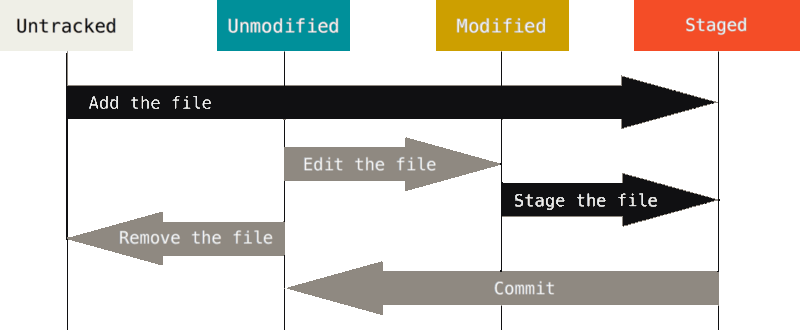 Untracked
Unmodified
Modified
Staged
Add the file
Edit the file
Stage the file
Remove the file
Commit